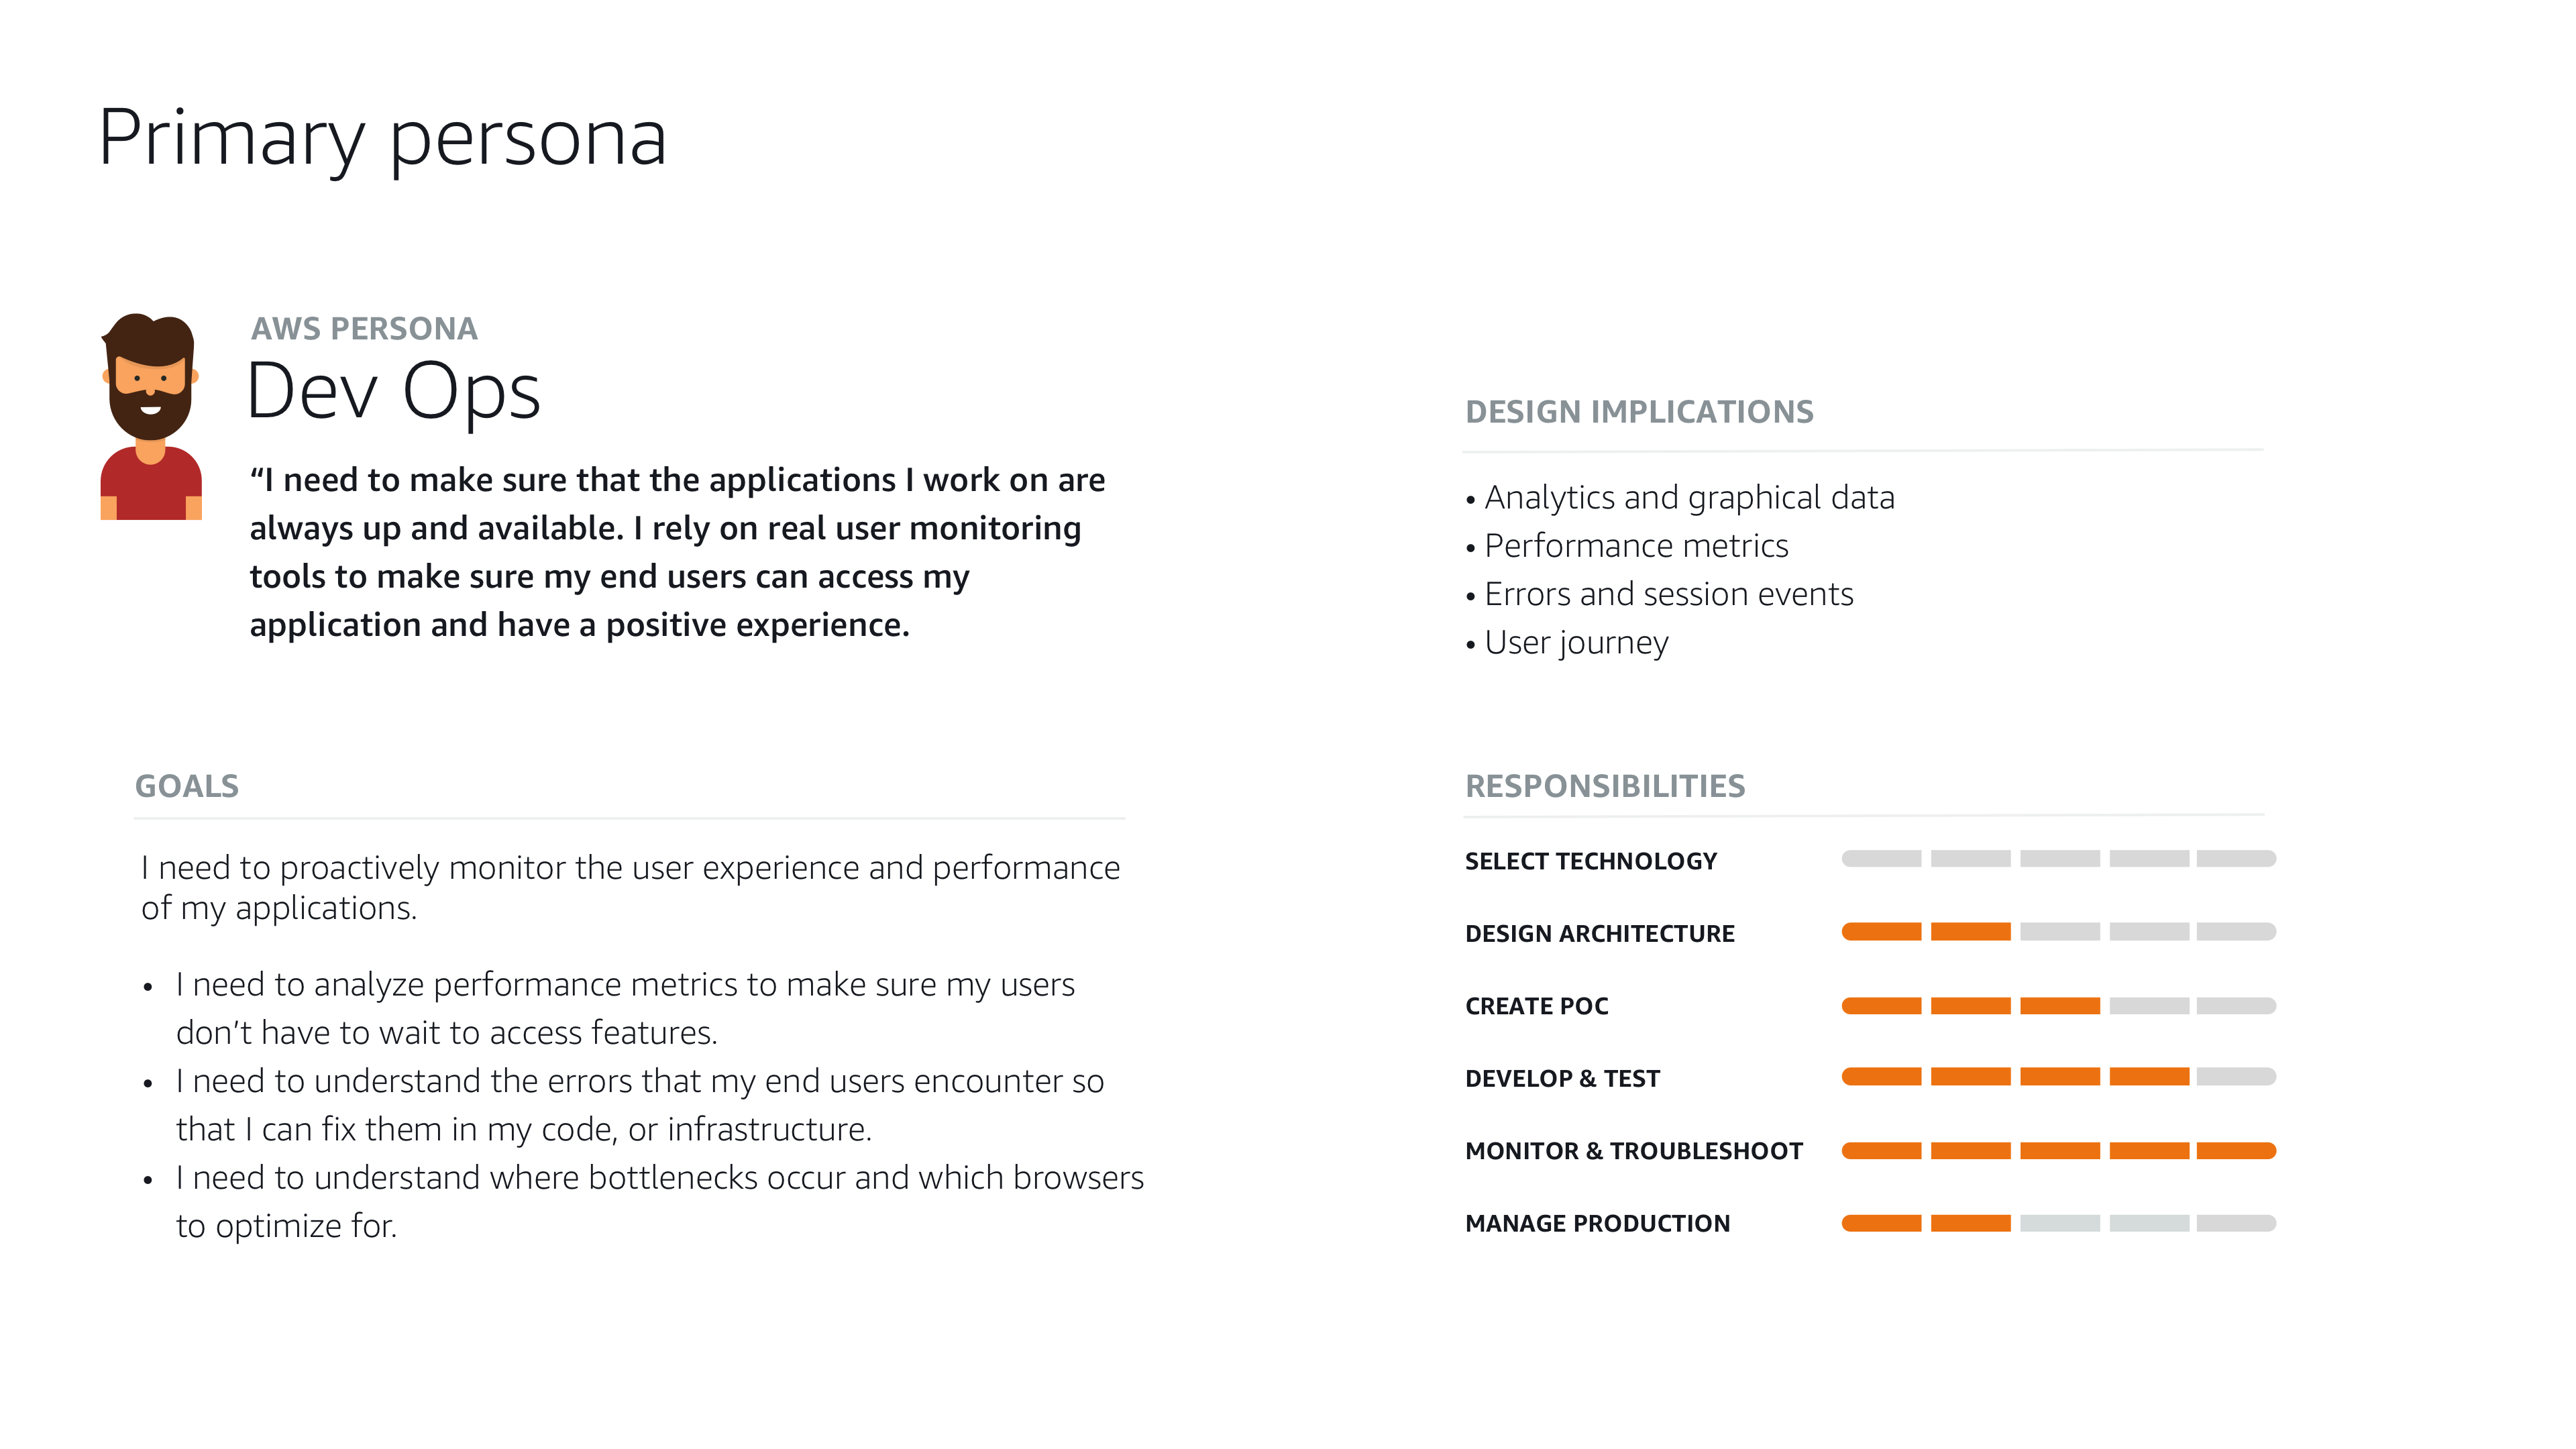 Primary persona
AWS PERSONA
Dev Ops
“I need to make sure that the applications I work on are
always up and available. I rely on real user monitoring
tools to make sure my end users can access my
application and have a positive experience.
GOALS
I need to proactively monitor the user experience and performance
of my applications.
• I need to analyze performance metrics to make sure my users
don’t have to wait to access features.
• I need to understand the errors that my end users encounter so
that I can fix them in my code, or infrastructure.
• I need to understand where bottlenecks occur and which browsers
to optimize for.
DESIGN IMPLICATIONS
• Analytics and graphical data
• Performance metrics
• Errors and session events
• User journey
RESPONSIBILITIES
SELECT TECHNOLOGY
DESIGN ARCHITECTURE
CREATE POC
DEVELOP & TEST
MONITOR & TROUBLESHOOT
MANAGE PRODUCTION